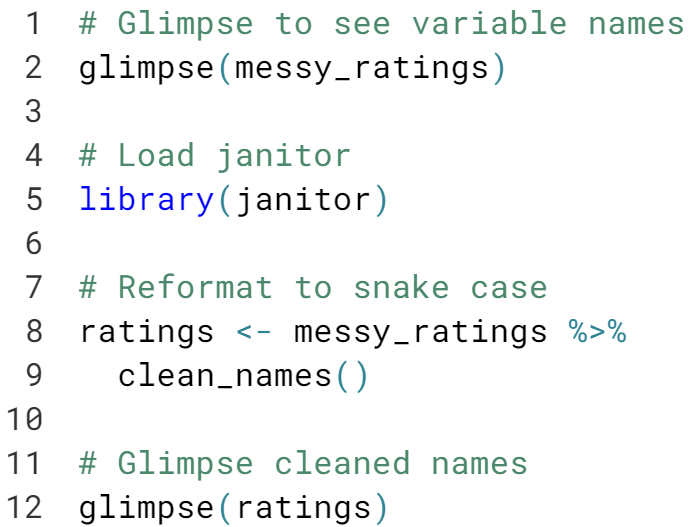 1 # Glimpse to see variable names
2 glimpse(messy_ratings)
3
4 # Load janitor
5 library(janitor)
6
7 # Reformat to snake case
8 ratings <- messy_ratings %>%
9   clean_names()
10
11 # Glimpse cleaned names
12 glimpse(ratings)